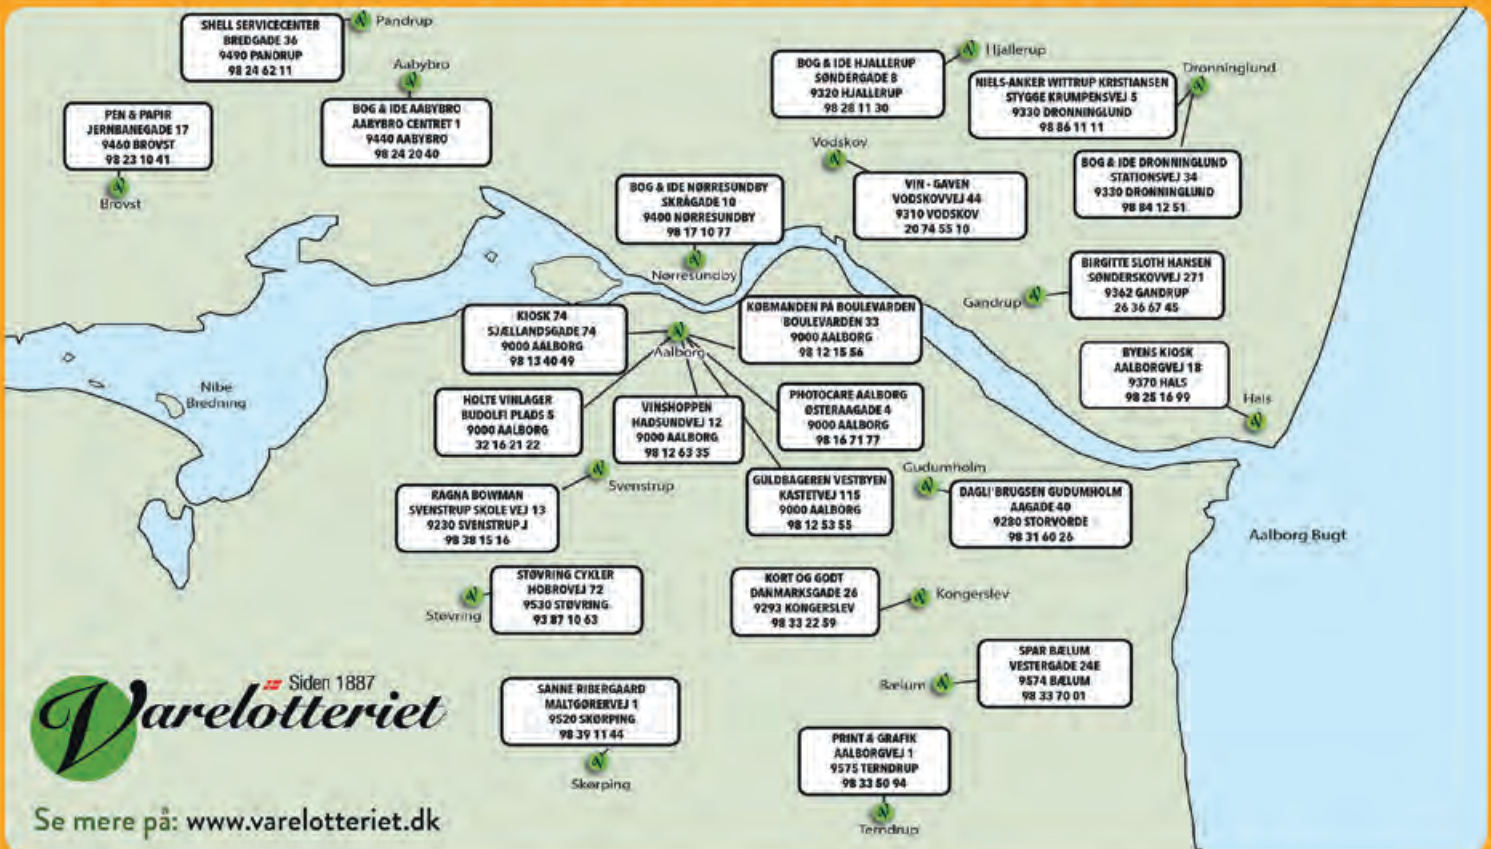 SHELL SERVICECENTER
BREDGADE 36
9490 PANDRUP
98 24 62 11
Pandrup
Aabybro
BOG & IDE AABYBRO
AABYBRO CENTRET 1
9440 AABYBRO
98 24 20 40
PEN & PAPIR
JERNBANEGADE 17
9460 BROVST
98 23 10 41
Brovst
BOG & IDE HJALLERUP
SØNDERGADE 8
9320 HJALLERUP
98 28 11 30
Hjallerup
NIELS-ANKER WITTRUP KRISTIANSEN
STYGGE KRUMPENSVEJ 5
9330 DRONNINGLUND
98 86 11 11
Dronninglund
BOG & IDE DRONNINGLUND
STATIONSVEJ 34
9330 DRONNINGLUND
98 84 12 51
Vodskov
VIN - GAVEN
VODSKOVVEJ 44
9310 VODSKOV
20 74 55 10
BOG & IDE NØRRESUNDBY
SKRÅGADE 10
9400 NØRRESUNDBY
98 17 10 77
Nørresundby
BIRGITTE SLOTH HANSEN
SØNDERSKOVVEJ 271
9362 GANDRUP
26 36 67 45
Gandrup
KIOSK 74
SJÆLLANDSGADE 74
9000 AALBORG
98 13 40 49
Aalborg
KØBMANDEN PÅ BOULEVARDEN
BOULEVARDEN 33
9000 AALBORG
98 12 15 56
BYENS KIOSK
AALBORGVEJ 18
9370 HALS
98 25 16 99
Hals
Nibe
Bredning
HOLTE VINLAGER
BUDOLFI PLADS 5
9000 AALBORG
32 16 21 22
VINSHOPPEN
HADSUNDVEJ 12
9000 AALBORG
98 12 63 35
PHOTOCARE AALBORG
ØSTERAAGADE 4
9000 AALBORG
98 16 71 77
Svenstrup
RAGNA BOWMAN
SVENSTRUP SKOLE VEJ 13
9230 SVENSTRUP J
98 38 15 16
GULDBAGEREN VESTBYEN
KASTETVEJ 115
9000 AALBORG
98 12 53 55
Gudumholm
DAGLI'BRUGSEN GUDUMHOLM
AAGADE 40
9280 STORVORDE
98 31 60 26
Aalborg Bugt
STØVRING CYKLER
HOBROVEJ 72
9530 STØVRING
93 87 10 63
Støvring
KORT OG GODT
DANMARKSGADE 26
9293 KONGERSLEV
98 33 22 59
Kongerslev
SPAR BÆLUM
VESTERGADE 24E
9574 BÆLUM
98 33 70 01
Bælum
SANNE RIBERGAARD
MALTGØRERVEJ 1
9520 SKØRPING
98 39 11 44
Skørping
PRINT & GRAFIK
AALBORGVEJ 1
9575 TERNDRUP
98 33 50 94
Terndrup
Siden 1887
Varelotteriet
Se mere på: www.varelotteriet.dk